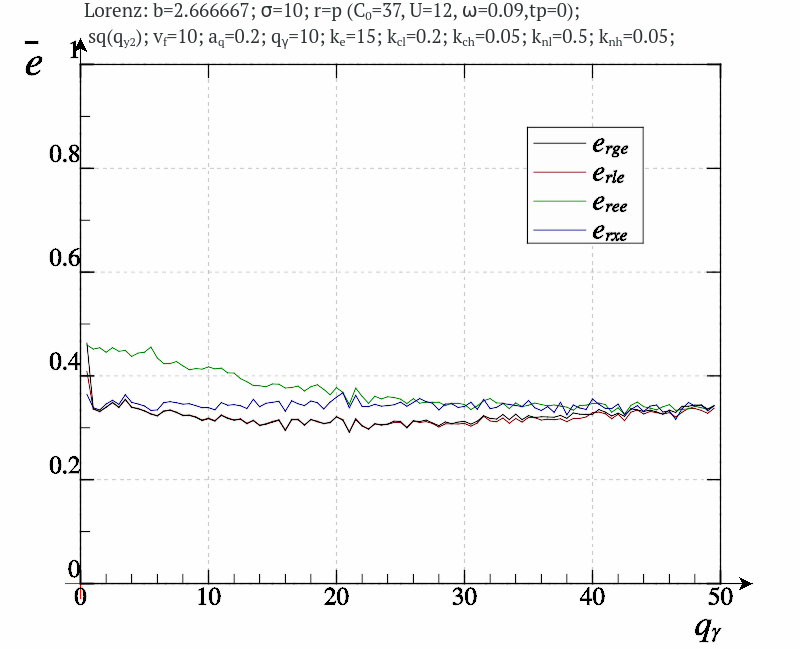 Lorenz: b=2.666667; σ=10; r=p (C₀=37, U=12, ω=0.09,tp=0);
sq(qγ₂); vf=10; aq=0.2; qγ=10; kₑ=15; kcl=0.2; kch=0.05; knl=0.5; knh=0.05;
ē
1
erge
erle
eree
erxe
0.8
0.6
0.4
0.2
0
0 10 20 30 40 50
qγ